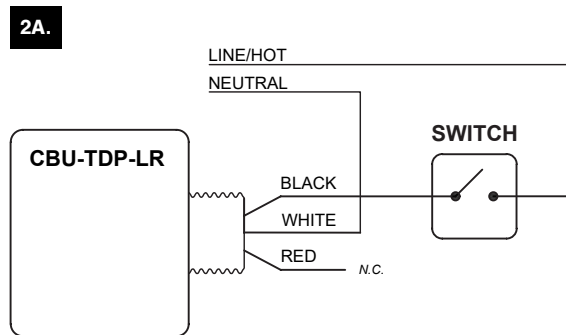 2A.
LINE/HOT
NEUTRAL
SWITCH
CBU-TDP-LR
BLACK
WHITE
RED
N.C.